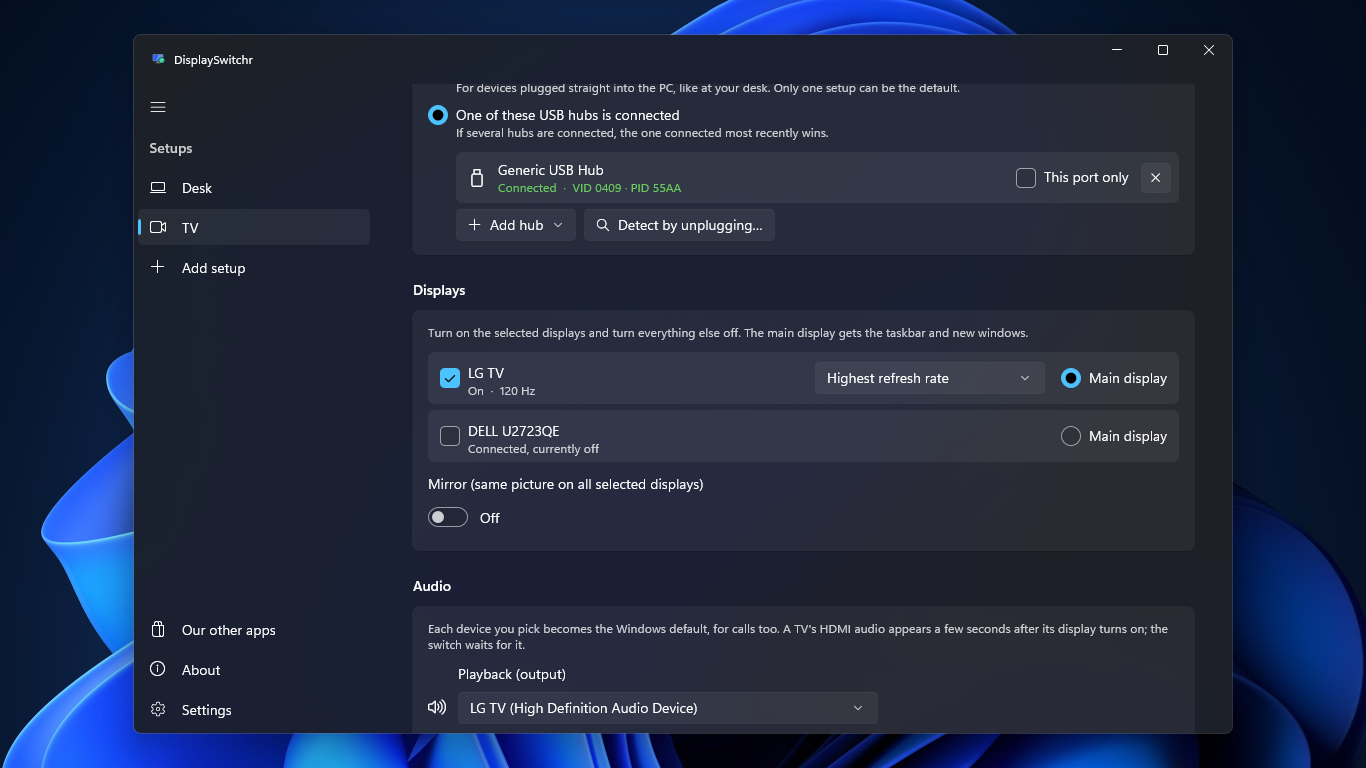 DisplaySwitchr
Setups
Desk
TV
Add setup
Our other apps
About
Settings
For devices plugged straight into the PC, like at your desk. Only one setup can be the default.
One of these USB hubs is connected
If several hubs are connected, the one connected most recently wins.
Generic USB Hub
Connected · VID 0409 · PID 55AA
This port only
Add hub
Detect by unplugging...
Displays
Turn on the selected displays and turn everything else off. The main display gets the taskbar and new windows.
LG TV
On · 120 Hz
Highest refresh rate
Main display
DELL U2723QE
Connected, currently off
Main display
Mirror (same picture on all selected displays)
Off
Audio
Each device you pick becomes the Windows default, for calls too. A TV's HDMI audio appears a few seconds after its display turns on; the
switch waits for it.
Playback (output)
LG TV (High Definition Audio Device)